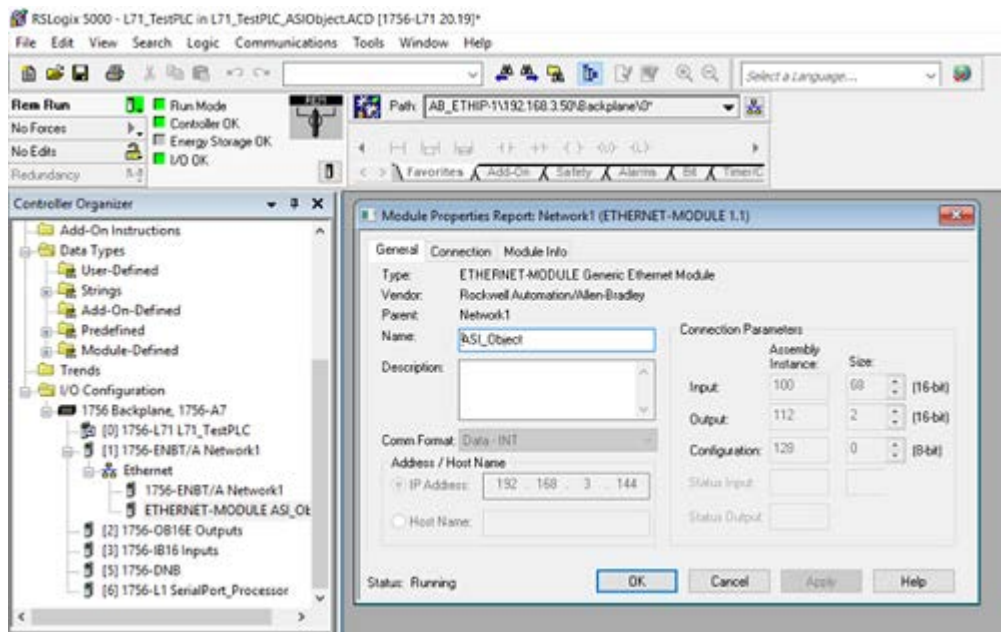 RSLogix 5000 - L71_TestPLC in L71_TestPLC_ASIObject.ACD [1756-L71 20.19]*
File Edit View Search Logic Communications Tools Window Help
Select a Language...
Rem Run
No Forces
No Edits
Redundancy
Run Mode
Controller OK
Energy Storage OK
I/O OK
REM
Path: AB_ETHIP-1\192.168.3.50\Backplane\0*
Favorites Add-On Safety Alarms Bit Timer/C
Controller Organizer
Add-On Instructions
Data Types
User-Defined
Strings
Add-On-Defined
Predefined
Module-Defined
Trends
I/O Configuration
1756 Backplane, 1756-A7
[0] 1756-L71 L71_TestPLC
[1] 1756-ENBT/A Network1
Ethernet
1756-ENBT/A Network1
ETHERNET-MODULE ASI_Ob
[2] 1756-OB16E Outputs
[3] 1756-IB16 Inputs
[5] 1756-DNB
[6] 1756-L1 SerialPort_Processor
Module Properties Report: Network1 (ETHERNET-MODULE 1.1)
General Connection Module Info
Type: ETHERNET-MODULE Generic Ethernet Module
Vendor: Rockwell Automation/Allen-Bradley
Parent: Network1
Name: ASI_Object
Description:
Comm Format: Data - INT
Address / Host Name
IP Address: 192 . 168 . 3 . 144
Host Name:
Connection Parameters
Assembly Instance: Size:
Input: 100 68 (16-bit)
Output: 112 2 (16-bit)
Configuration: 128 0 (8-bit)
Status Input:
Status Output:
Status: Running
OK Cancel Apply Help